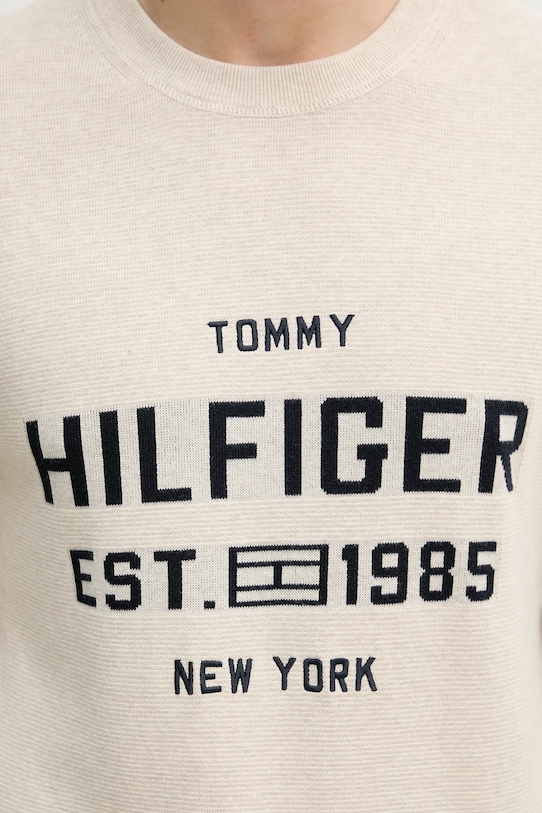 TOMMY
HILFIGER
EST. 1985
NEW YORK